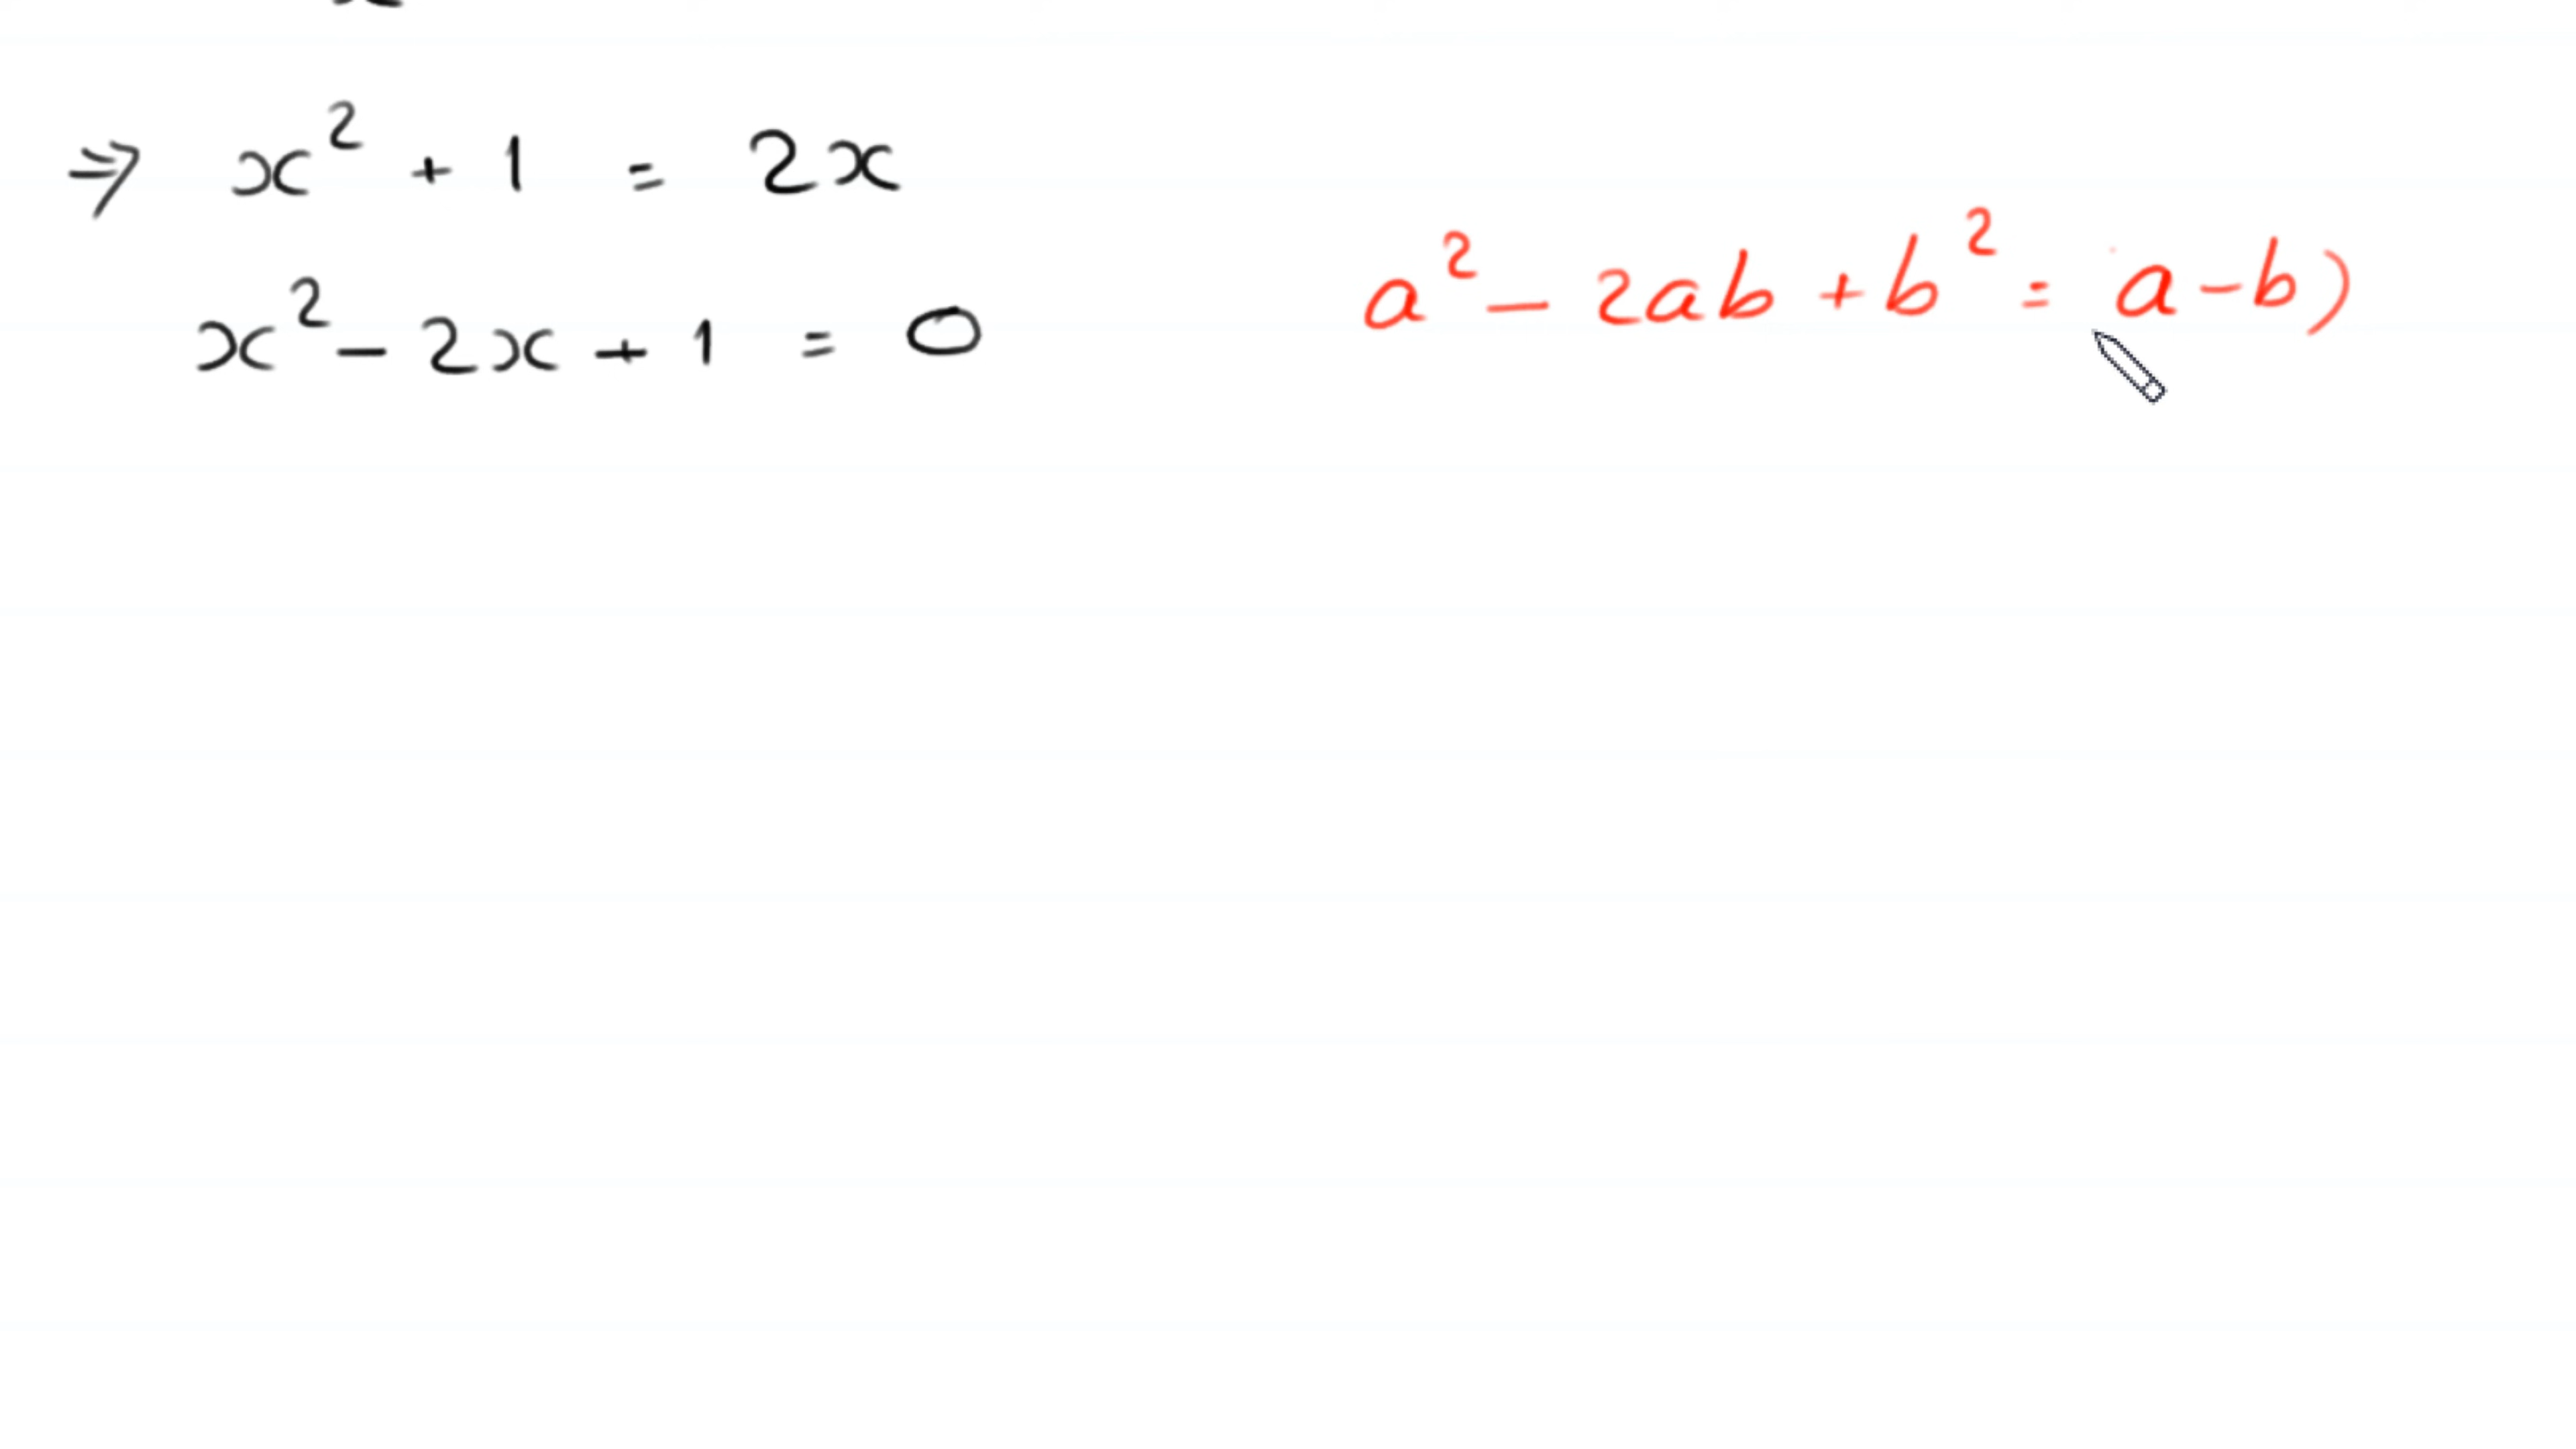 ⇒ x² + 1 = 2x
x² - 2x + 1 = 0
a² - 2ab + b² = a - b)